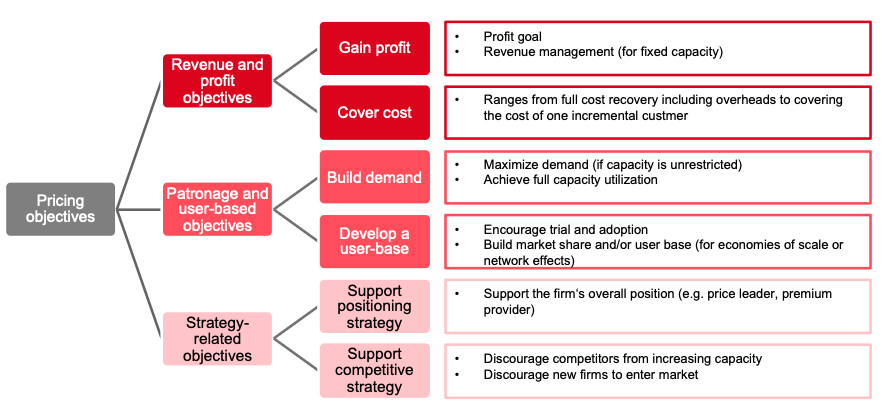 Pricing
objectives
Revenue and
profit
objectives
Gain profit
• Profit goal
• Revenue management (for fixed capacity)
Cover cost
• Ranges from full cost recovery including overheads to covering
the cost of one incremental custmer
Patronage and
user-based
objectives
Build demand
• Maximize demand (if capacity is unrestricted)
• Achieve full capacity utilization
Develop a
user-base
• Encourage trial and adoption
• Build market share and/or user base (for economies of scale or
network effects)
Strategy-
related
objectives
Support
positioning
strategy
• Support the firm‘s overall position (e.g. price leader, premium
provider)
Support
competitive
strategy
• Discourage competitors from increasing capacity
• Discourage new firms to enter market